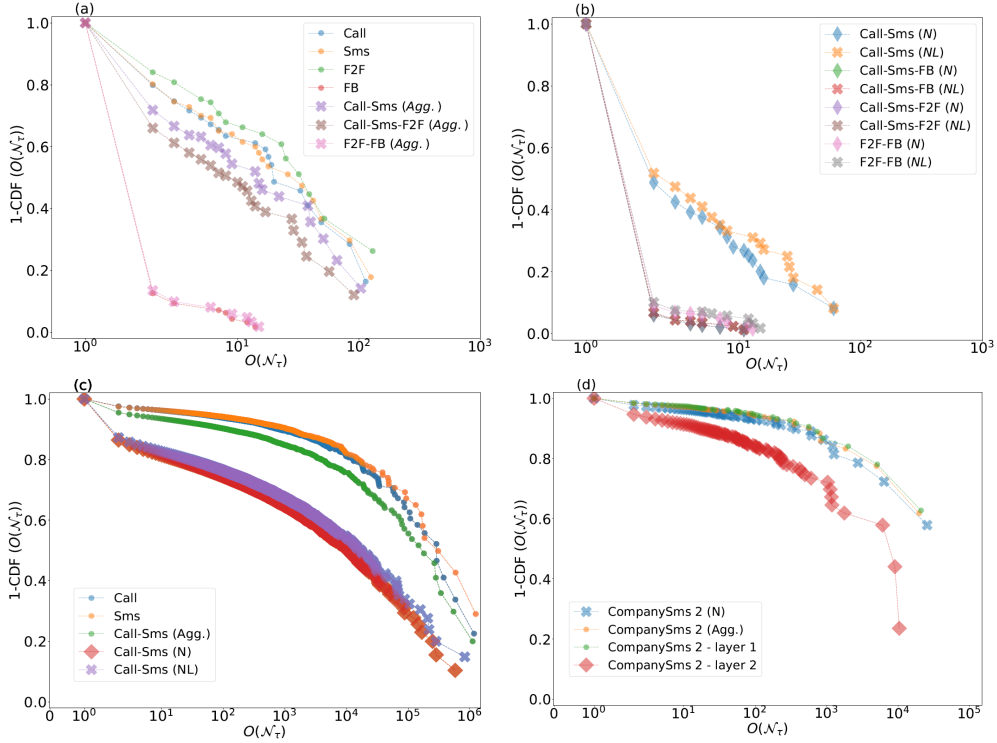 (a)
1.0
0.8
0.6
0.4
0.2
0.0
1-CDF (O(𝒩τ))
Call
Sms
F2F
FB
Call-Sms (Agg. )
Call-Sms-F2F (Agg. )
F2F-FB (Agg. )
10⁰ 10¹ 10² 10³
O(𝒩τ)
(b)
1.0
0.8
0.6
0.4
0.2
0.0
1-CDF (O(𝒩τ))
Call-Sms (N)
Call-Sms (NL)
Call-Sms-FB (N)
Call-Sms-FB (NL)
Call-Sms-F2F (N)
Call-Sms-F2F (NL)
F2F-FB (N)
F2F-FB (NL)
10⁰ 10¹ 10² 10³
O(𝒩τ)
(c)
1.0
0.8
0.6
0.4
0.2
0.0
1-CDF (O(𝒩τ))
Call
Sms
Call-Sms (Agg.)
Call-Sms (N)
Call-Sms (NL)
0 10⁰ 10¹ 10² 10³ 10⁴ 10⁵ 10⁶
O(𝒩τ)
(d)
1.0
0.8
0.6
0.4
0.2
0.0
1-CDF (O(𝒩τ))
CompanySms 2 (N)
CompanySms 2 (Agg.)
CompanySms 2 - layer 1
CompanySms 2 - layer 2
0 10⁰ 10¹ 10² 10³ 10⁴ 10⁵
O(𝒩τ)